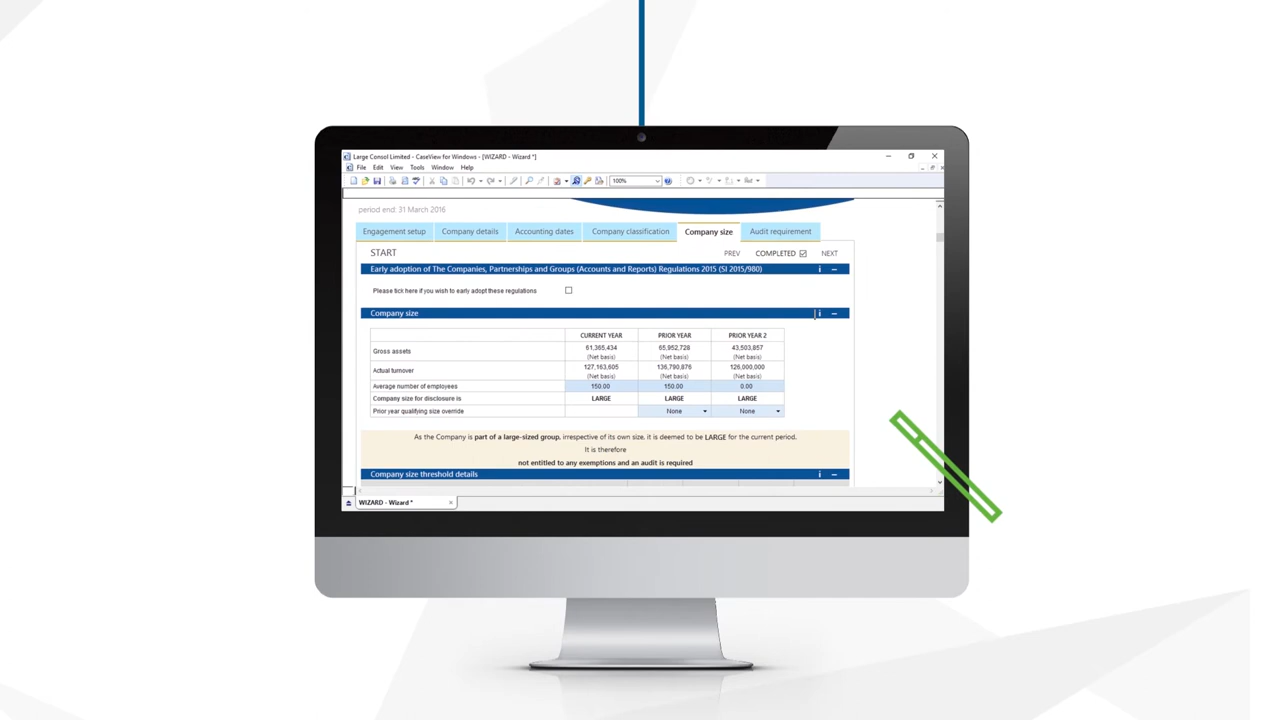 Large Consol Limited - CaseView for Windows - [WIZARD - Wizard *]
File Edit View Tools Window Help
100%
period end: 31 March 2016
Engagement setup Company details Accounting dates Company classification Company size Audit requirement
START PREV COMPLETED NEXT
Early adoption of The Companies, Partnerships and Groups (Accounts and Reports) Regulations 2015 (SI 2015/980) i
Please tick here if you wish to early adopt these regulations
Company size i
CURRENT YEAR PRIOR YEAR PRIOR YEAR 2
Gross assets 61,365,434 65,952,728 43,503,857
(Net basis) (Net basis) (Net basis)
Actual turnover 127,163,605 136,790,876 126,000,000
(Net basis) (Net basis) (Net basis)
Average number of employees 150.00 150.00 0.00
Company size for disclosure is LARGE LARGE LARGE
Prior year qualifying size override None None
As the Company is part of a large-sized group, irrespective of its own size, it is deemed to be LARGE for the current period.
It is therefore
not entitled to any exemptions and an audit is required
Company size threshold details i
WIZARD - Wizard *